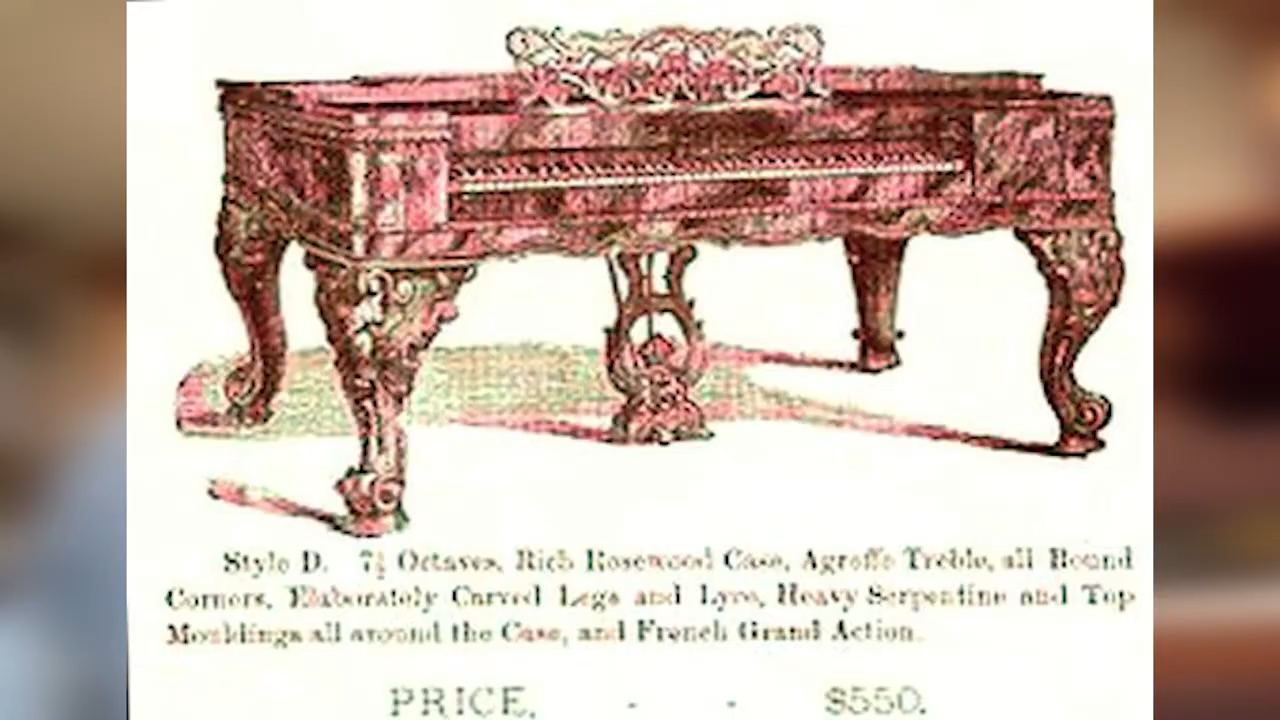 Style D. 7⅓ Octaves, Rich Rosewood Case, Agraffe Treble, all Round
Corners, Elaborately Carved Legs and Lyre, Heavy Serpentine and Top
Mouldings all around the Case, and French Grand Action.
PRICE, - - $550.